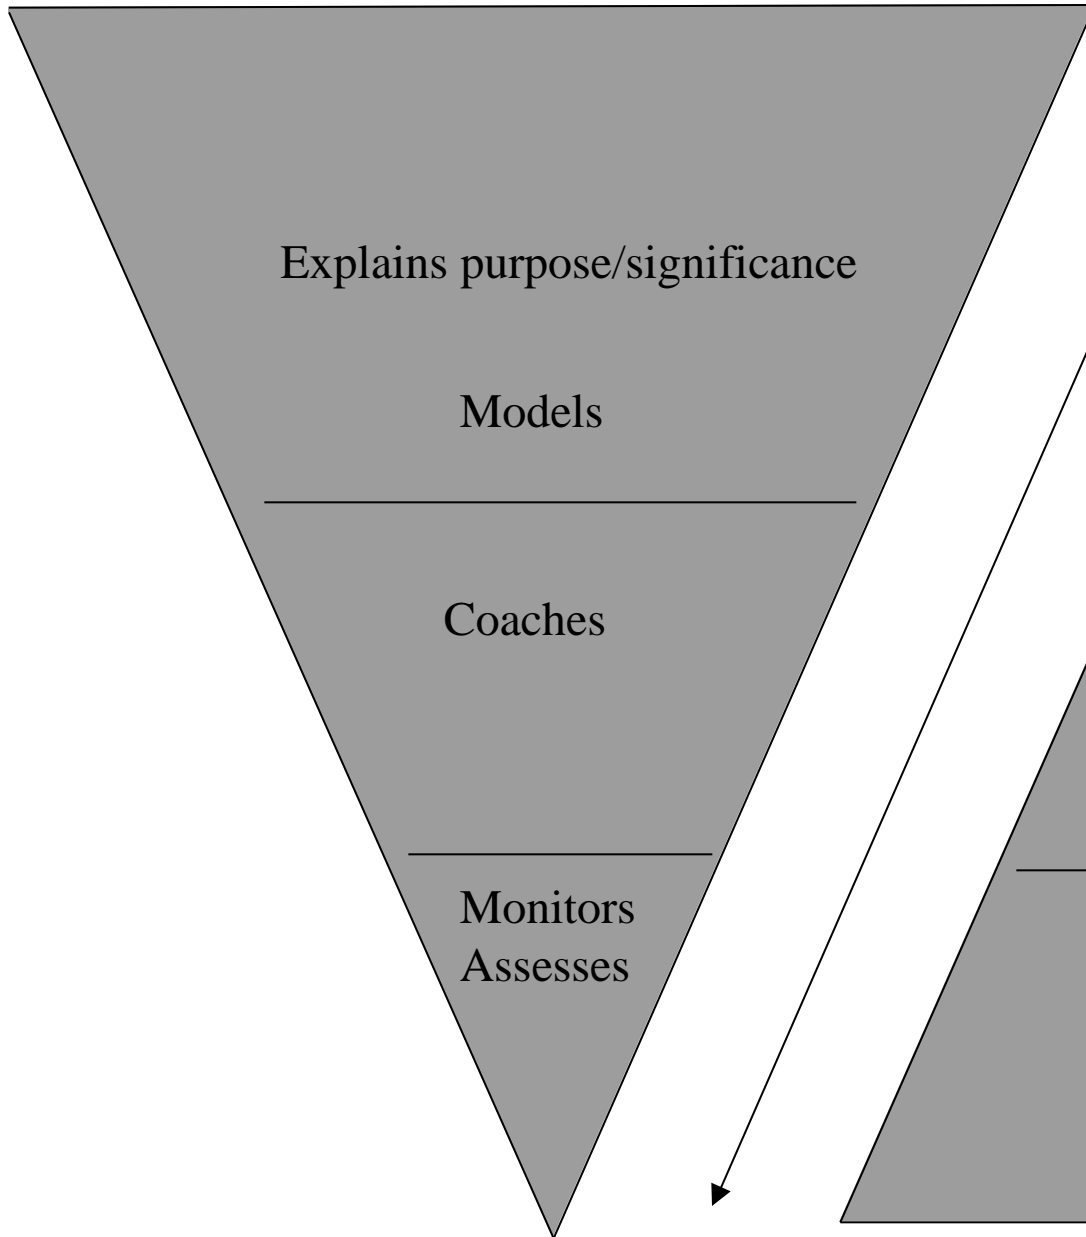 Explains purpose/significance
Models
Coaches
Monitors
Assesses